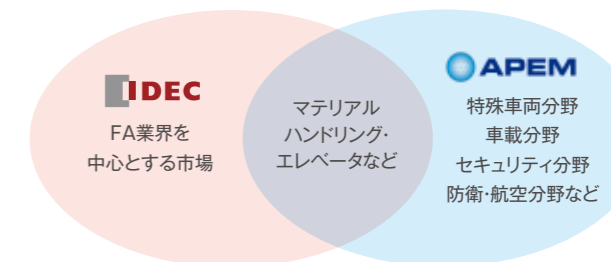 IDEC
FA業界を
中心とする市場
マテリアル
ハンドリング・
エレベータなど
APEM
特殊車両分野
車載分野
セキュリティ分野
防衛・航空分野など